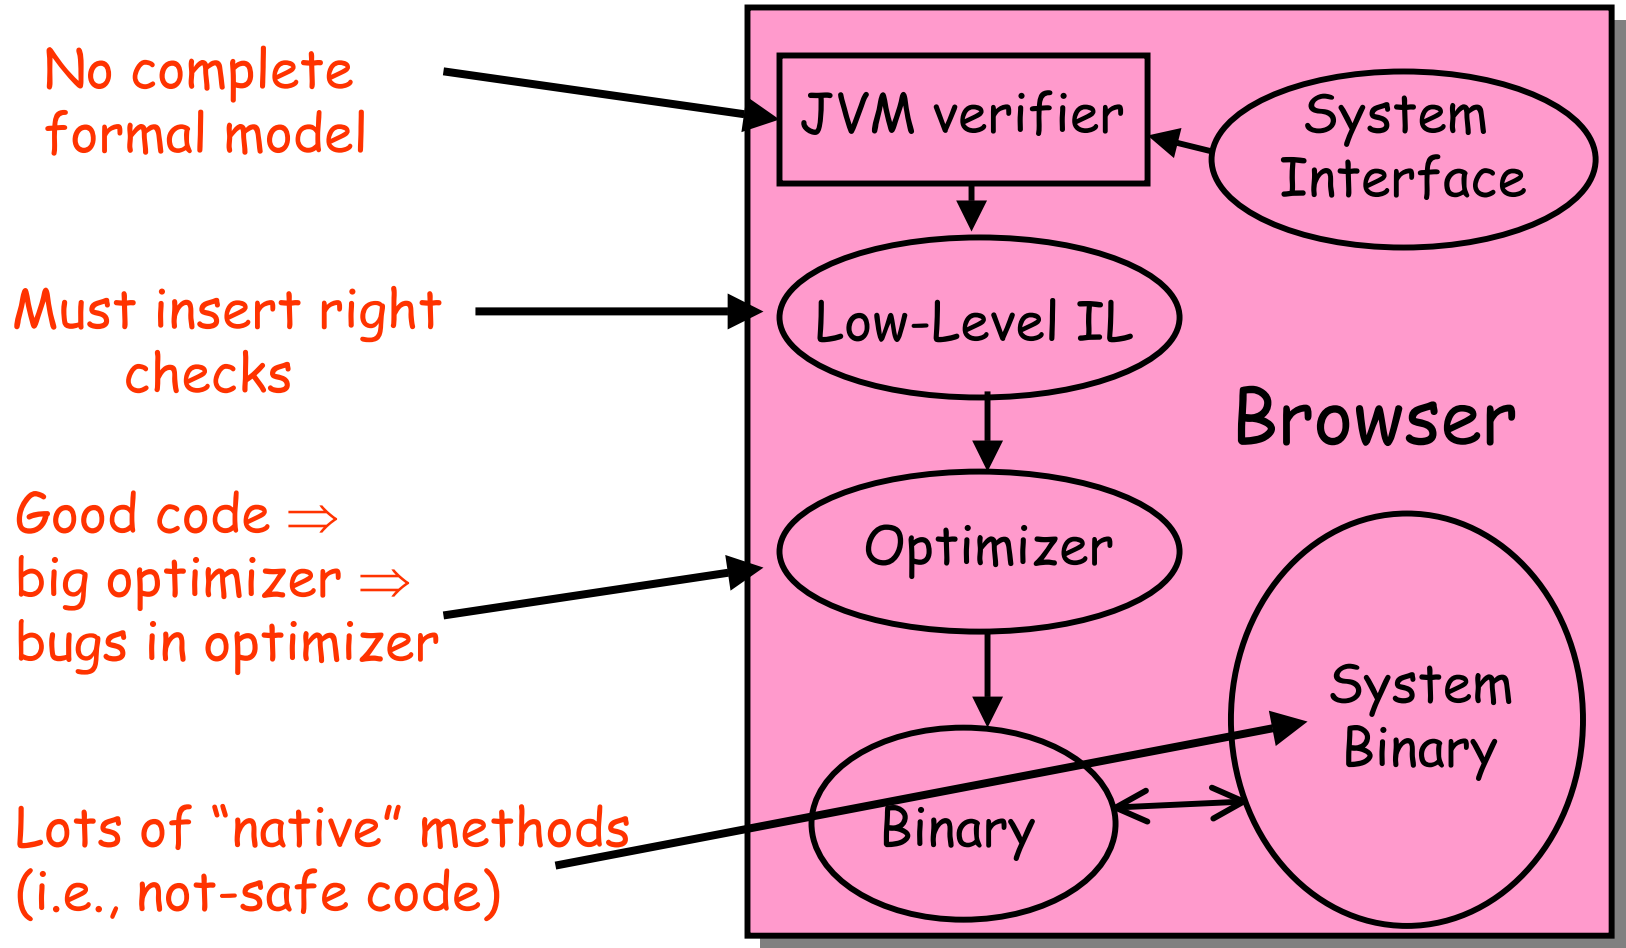 No complete
formal model
JVM verifier
System
Interface
Must insert right
checks
Low-Level IL
Browser
Good code ⇒
big optimizer ⇒
bugs in optimizer
Optimizer
System
Binary
Lots of “native” methods
(i.e., not-safe code)
Binary